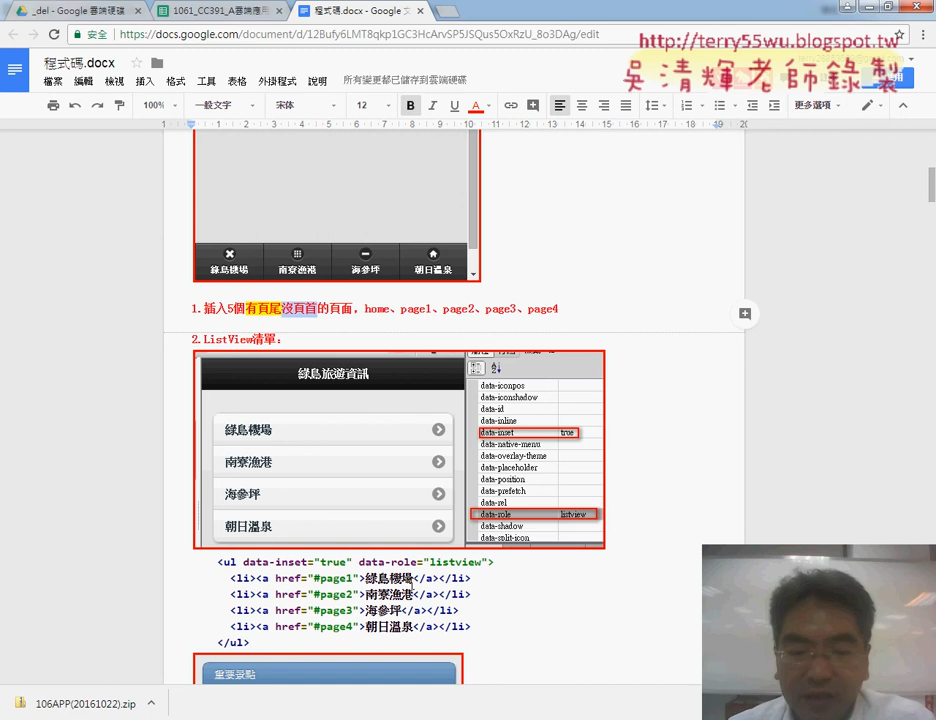 _del - Google 雲端硬碟
1061_CC391_A雲端應用
程式碼.docx - Google 文
安全 https://docs.google.com/document/d/12Bufy6LMT8qkp1GC3HcArvSP5JSQus5OxRzU_8o3DAg/edit
http://terry55wu.blogspot.tw
吳清輝老師錄製
程式碼.docx
檔案 編輯 檢視 插入 格式 工具 表格 外掛程式 說明 所有變更都已儲存到雲端硬碟
100% 一般文字 宋体 12 B I U A 更多選項
綠島機場 南寮漁港 海參坪 朝日溫泉
1.插入5個有頁尾沒頁首的頁面，home、page1、page2、page3、page4
2.ListView清單：
綠島旅遊資訊
綠島機場
南寮漁港
海參坪
朝日溫泉
data-iconpos
data-iconshadow
data-id
data-inline
data-inset true
data-native-menu
data-overlay-theme
data-placeholder
data-position
data-prefetch
data-rel
data-role listview
data-shadow
data-split-icon
<ul data-inset="true" data-role="listview">
<li><a href="#page1">綠島機場</a></li>
<li><a href="#page2">南寮漁港</a></li>
<li><a href="#page3">海參坪</a></li>
<li><a href="#page4">朝日溫泉</a></li>
</ul>
重要景點
106APP(20161022).zip